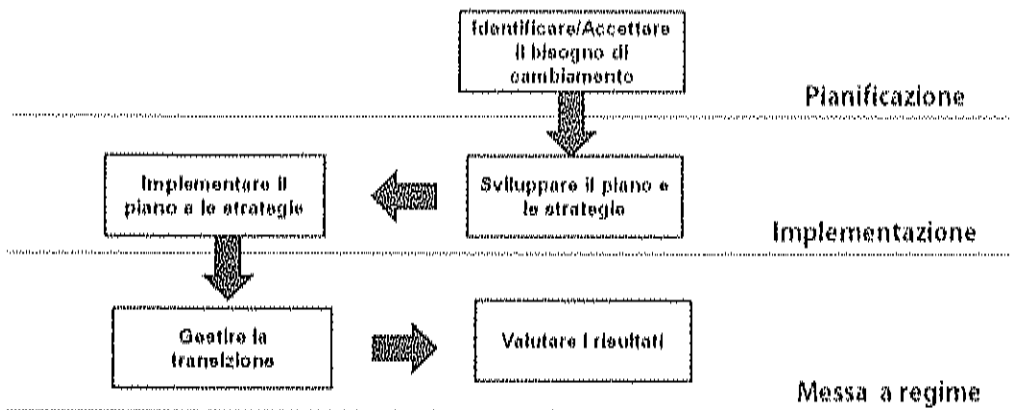 Identificare/Accettare
il bisogno di
cambiamento
Pianificazione
Implementare il
piano e le strategie
Sviluppare il piano e
le strategie
Implementazione
Gestire la
transizione
Valutare i risultati
Messa a regime